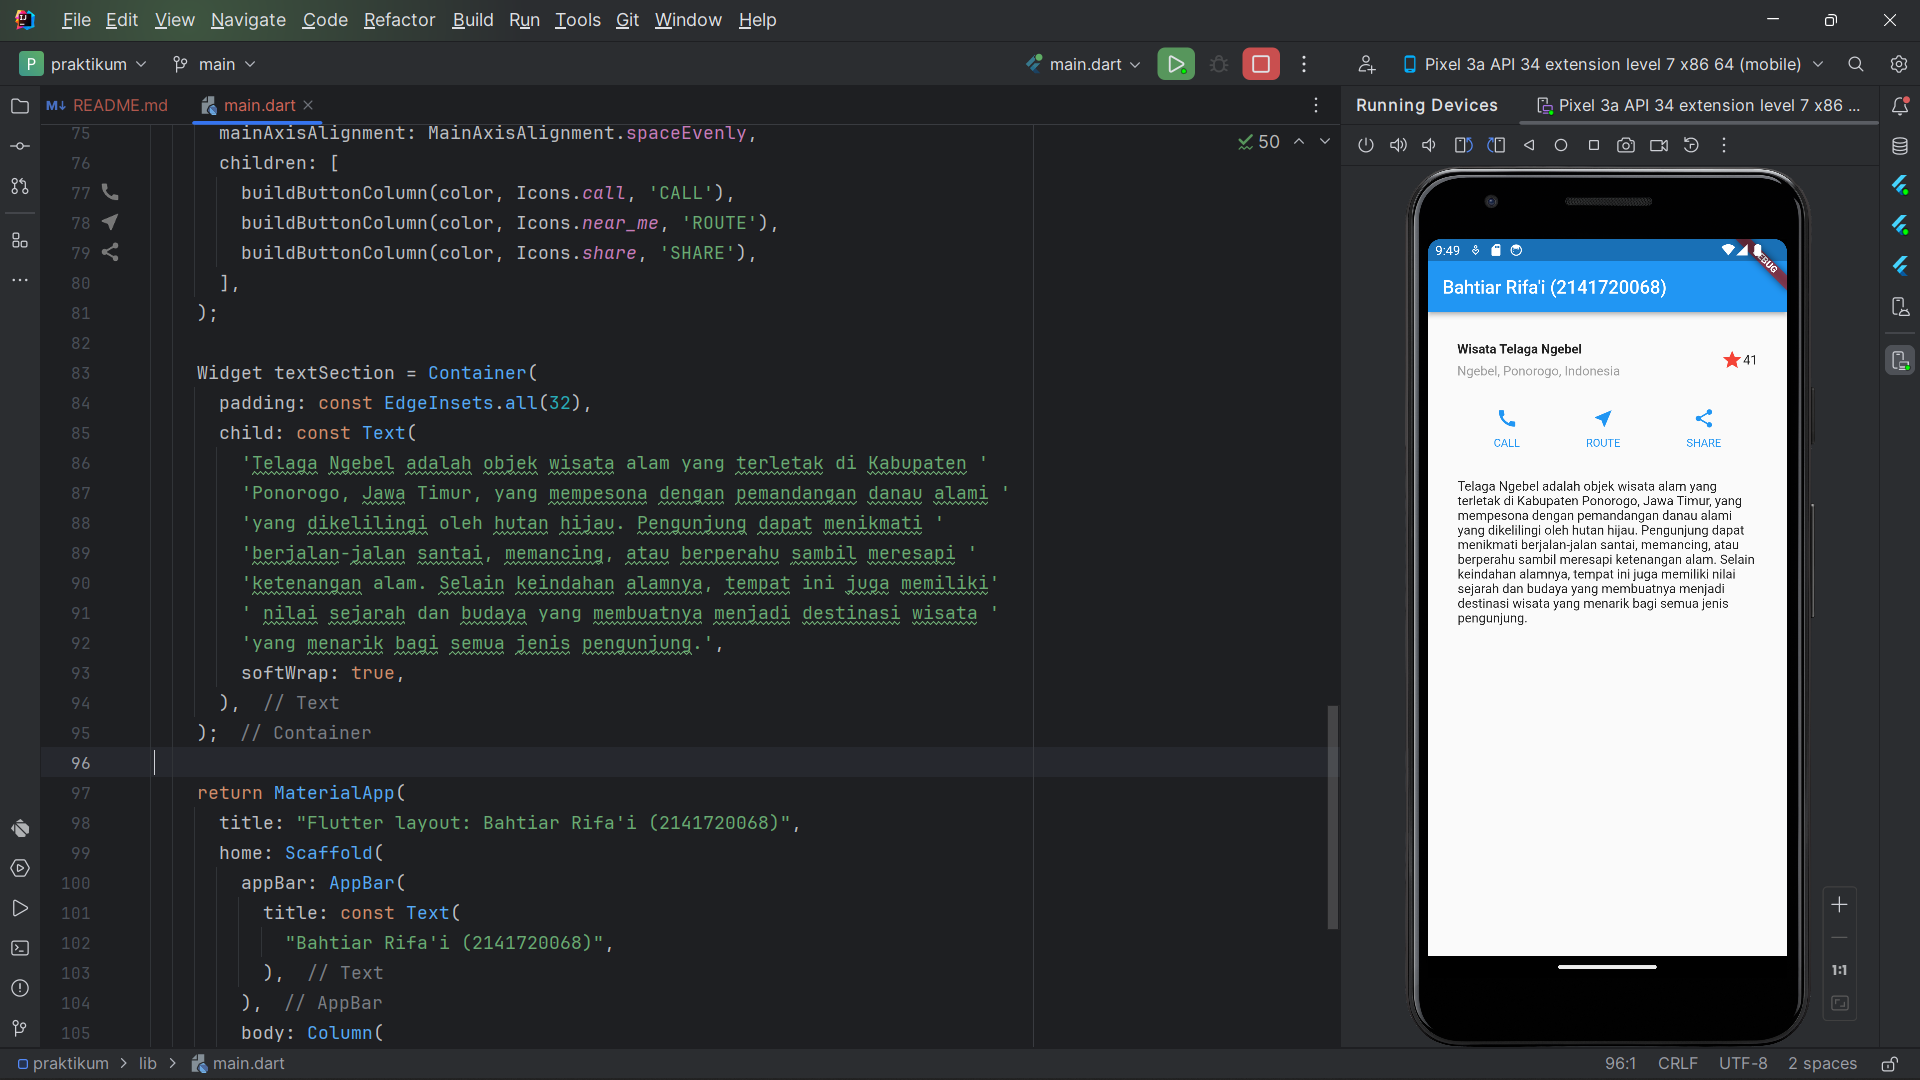 File Edit View Navigate Code Refactor Build Run Tools Git Window Help
P praktikum main main.dart Pixel 3a API 34 extension level 7 x86 64 (mobile)
M↓ README.md main.dart
Running Devices Pixel 3a API 34 extension level 7 x86 ...
50
75 mainAxisAlignment: MainAxisAlignment.spaceEvenly,
76 children: [
77 buildButtonColumn(color, Icons.call, 'CALL'),
78 buildButtonColumn(color, Icons.near_me, 'ROUTE'),
79 buildButtonColumn(color, Icons.share, 'SHARE'),
80 ],
81 );
82
83 Widget textSection = Container(
84 padding: const EdgeInsets.all(32),
85 child: const Text(
86 'Telaga Ngebel adalah objek wisata alam yang terletak di Kabupaten '
87 'Ponorogo, Jawa Timur, yang mempesona dengan pemandangan danau alami '
88 'yang dikelilingi oleh hutan hijau. Pengunjung dapat menikmati '
89 'berjalan-jalan santai, memancing, atau berperahu sambil meresapi '
90 'ketenangan alam. Selain keindahan alamnya, tempat ini juga memiliki'
91 ' nilai sejarah dan budaya yang membuatnya menjadi destinasi wisata '
92 'yang menarik bagi semua jenis pengunjung.',
93 softWrap: true,
94 ), // Text
95 ); // Container
96
97 return MaterialApp(
98 title: "Flutter layout: Bahtiar Rifa'i (2141720068)",
99 home: Scaffold(
100 appBar: AppBar(
101 title: const Text(
102 "Bahtiar Rifa'i (2141720068)",
103 ), // Text
104 ), // AppBar
105 body: Column(
9:49
Bahtiar Rifa'i (2141720068)
Wisata Telaga Ngebel
Ngebel, Ponorogo, Indonesia
41
CALL ROUTE SHARE
Telaga Ngebel adalah objek wisata alam yang
terletak di Kabupaten Ponorogo, Jawa Timur, yang
mempesona dengan pemandangan danau alami
yang dikelilingi oleh hutan hijau. Pengunjung dapat
menikmati berjalan-jalan santai, memancing, atau
berperahu sambil meresapi ketenangan alam. Selain
keindahan alamnya, tempat ini juga memiliki nilai
sejarah dan budaya yang membuatnya menjadi
destinasi wisata yang menarik bagi semua jenis
pengunjung.
1:1
praktikum > lib > main.dart
96:1 CRLF UTF-8 2 spaces